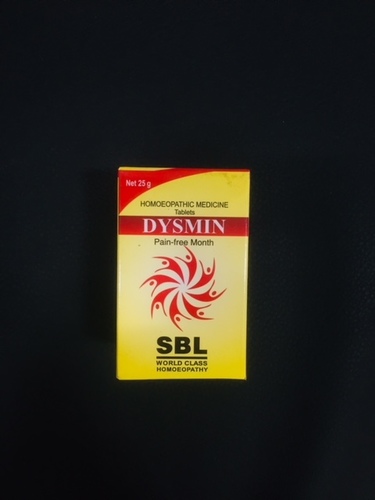 Net 25 g
HOMOEOPATHIC MEDICINE
Tablets
DYSMIN
Pain-free Month
SBL
WORLD CLASS
HOMOEOPATHY